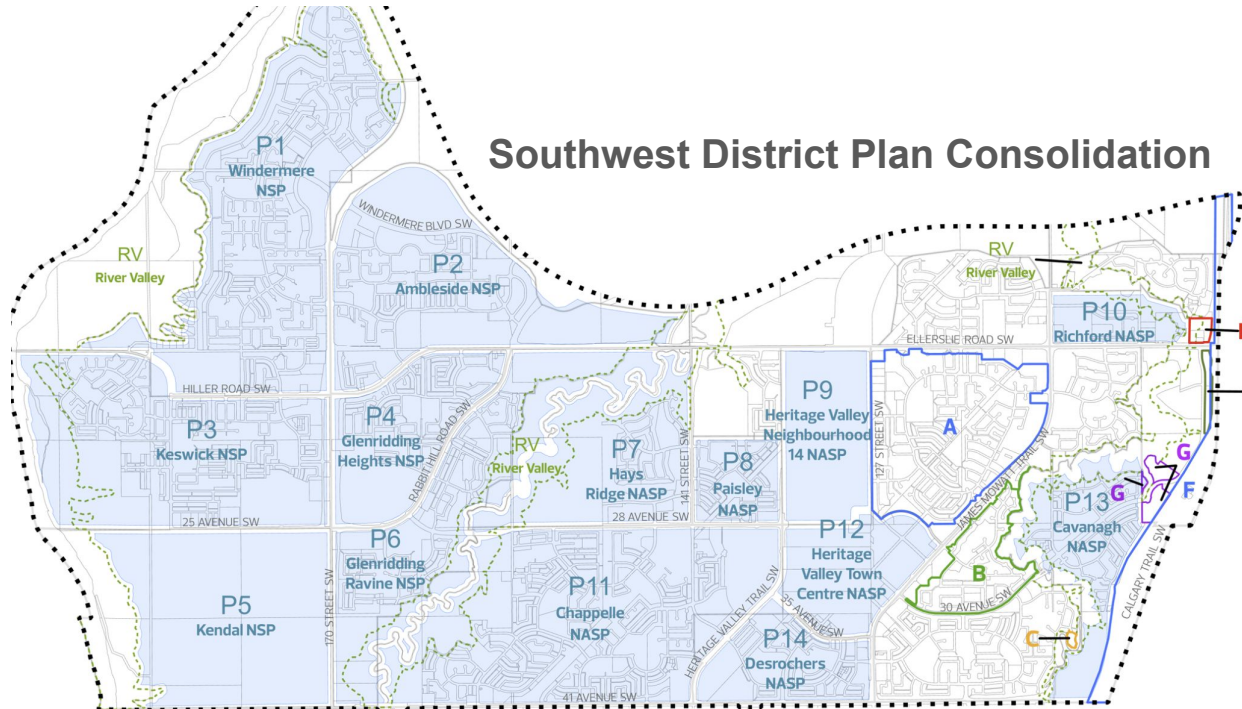 Southwest District Plan Consolidation
P1
Windermere
NSP
WINDERMERE BLVD SW
RV
River Valley
P2
Ambleside NSP
RV
River Valley
P10
Richford NASP
ELLERSLIE ROAD SW
HILLER ROAD SW
P3
Keswick NSP
P4
Glenridding
Heights NSP
RABBIT HILL ROAD SW
RV
River Valley
P7
Hays
Ridge NASP
141 STREET SW
P8
Paisley
NASP
P9
Heritage Valley
Neighbourhood
14 NASP
127 STREET SW
A
JAMES MOWATT TRAIL SW
G
G
F
P13
Cavanagh
NASP
25 AVENUE SW
28 AVENUE SW
P6
Glenridding
Ravine NSP
P12
Heritage
Valley Town
Centre NASP
B
30 AVENUE SW
CALGARY TRAIL SW
P5
Kendal NSP
170 STREET SW
P11
Chappelle
NASP
HERITAGE VALLEY TRAIL SW
35 AVENUE SW
P14
Desrochers
NASP
C
41 AVENUE SW